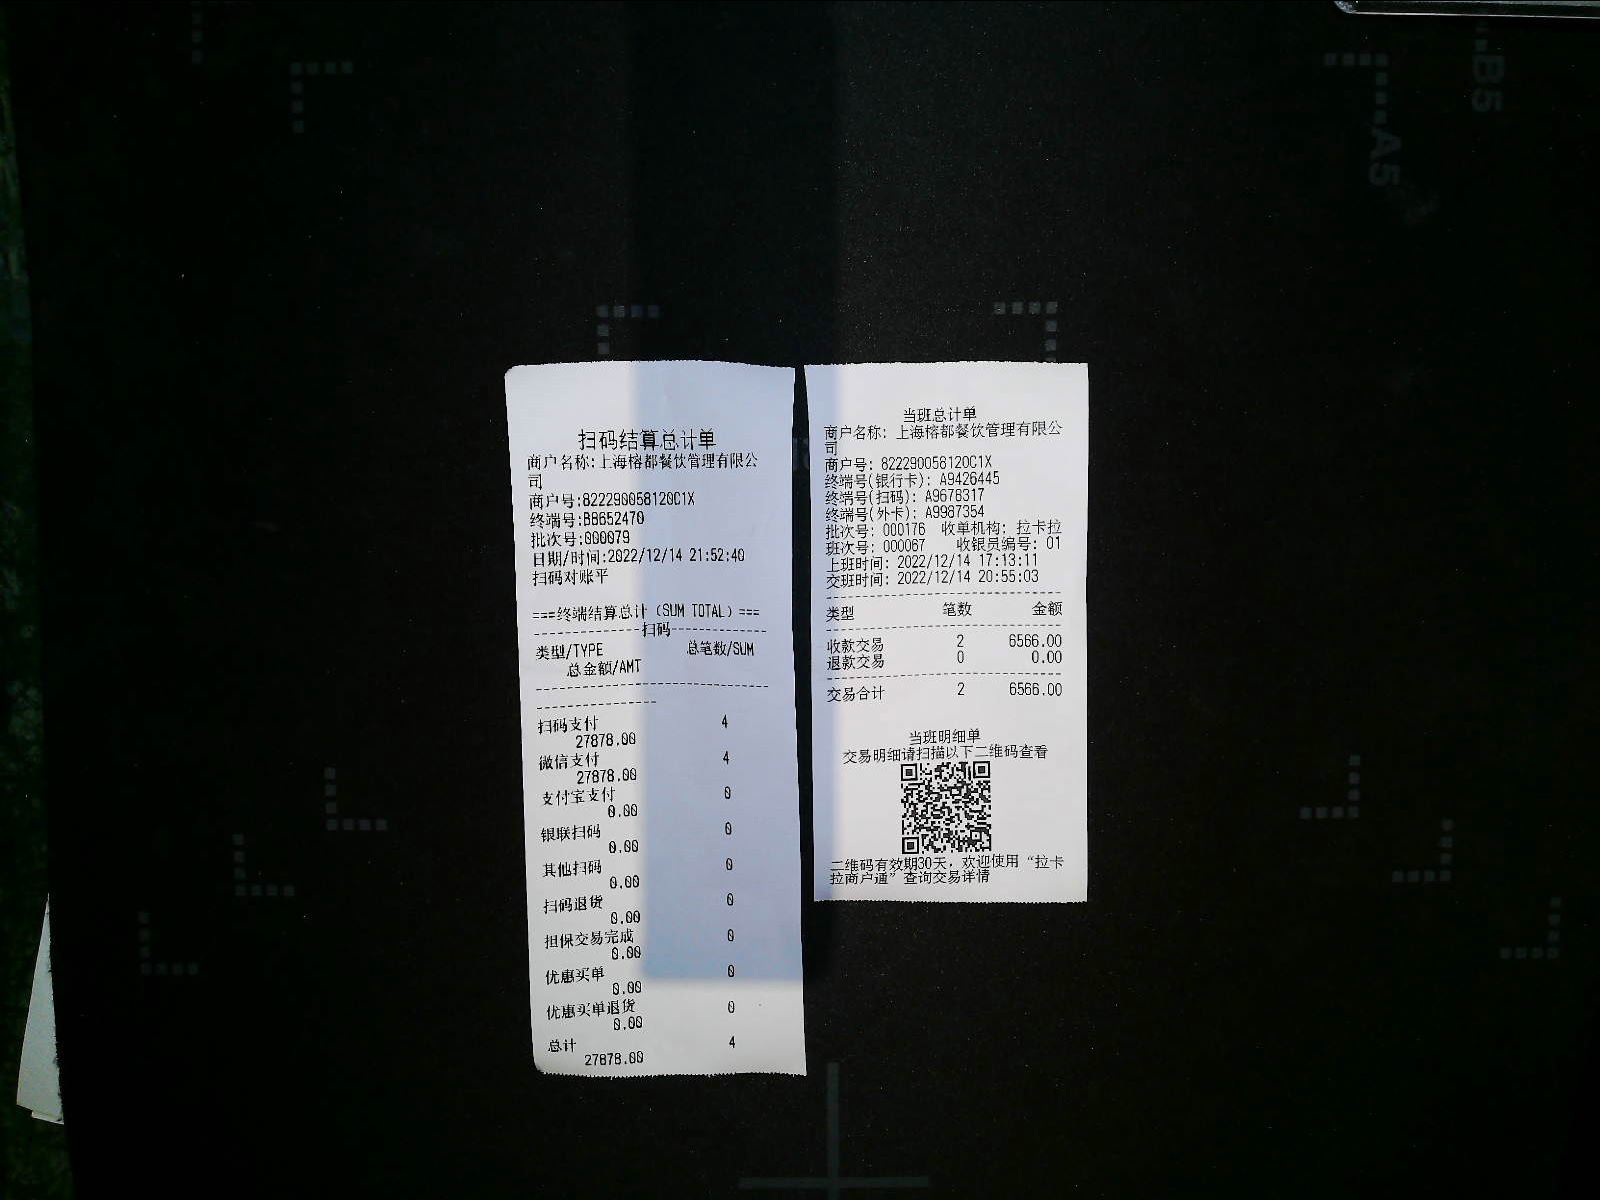 B5
A5
扫码结算总计单
商户名称:上海榕都餐饮管理有限公
司
商户号:822290058120C1X
终端号:B8652470
批次号:000079
日期/时间:2022/12/14 21:52:40
扫码对账平
===终端结算总计（SUM TOTAL）===
扫码
类型/TYPE 总笔数/SUM
总金额/AMT
扫码支付 4
27878.00
微信支付 4
27878.00
支付宝支付 0
0.00
银联扫码 0
0.00
其他扫码 0
0.00
扫码退货 0
0.00
担保交易完成 0
0.00
优惠买单 0
0.00
优惠买单退货 0
0.00
总计 4
27878.00
当班总计单
商户名称: 上海榕都餐饮管理有限公
司
商户号: 822290058120C1X
终端号(银行卡): A9426445
终端号(扫码): A9678317
终端号(外卡): A9987354
批次号: 000176 收单机构: 拉卡拉
班次号: 000067 收银员编号: 01
上班时间: 2022/12/14 17:13:11
交班时间: 2022/12/14 20:55:03
类型 笔数 金额
收款交易 2 6566.00
退款交易 0 0.00
交易合计 2 6566.00
当班明细单
交易明细请扫描以下二维码查看
二维码有效期30天，欢迎使用“拉卡
拉商户通”查询交易详情